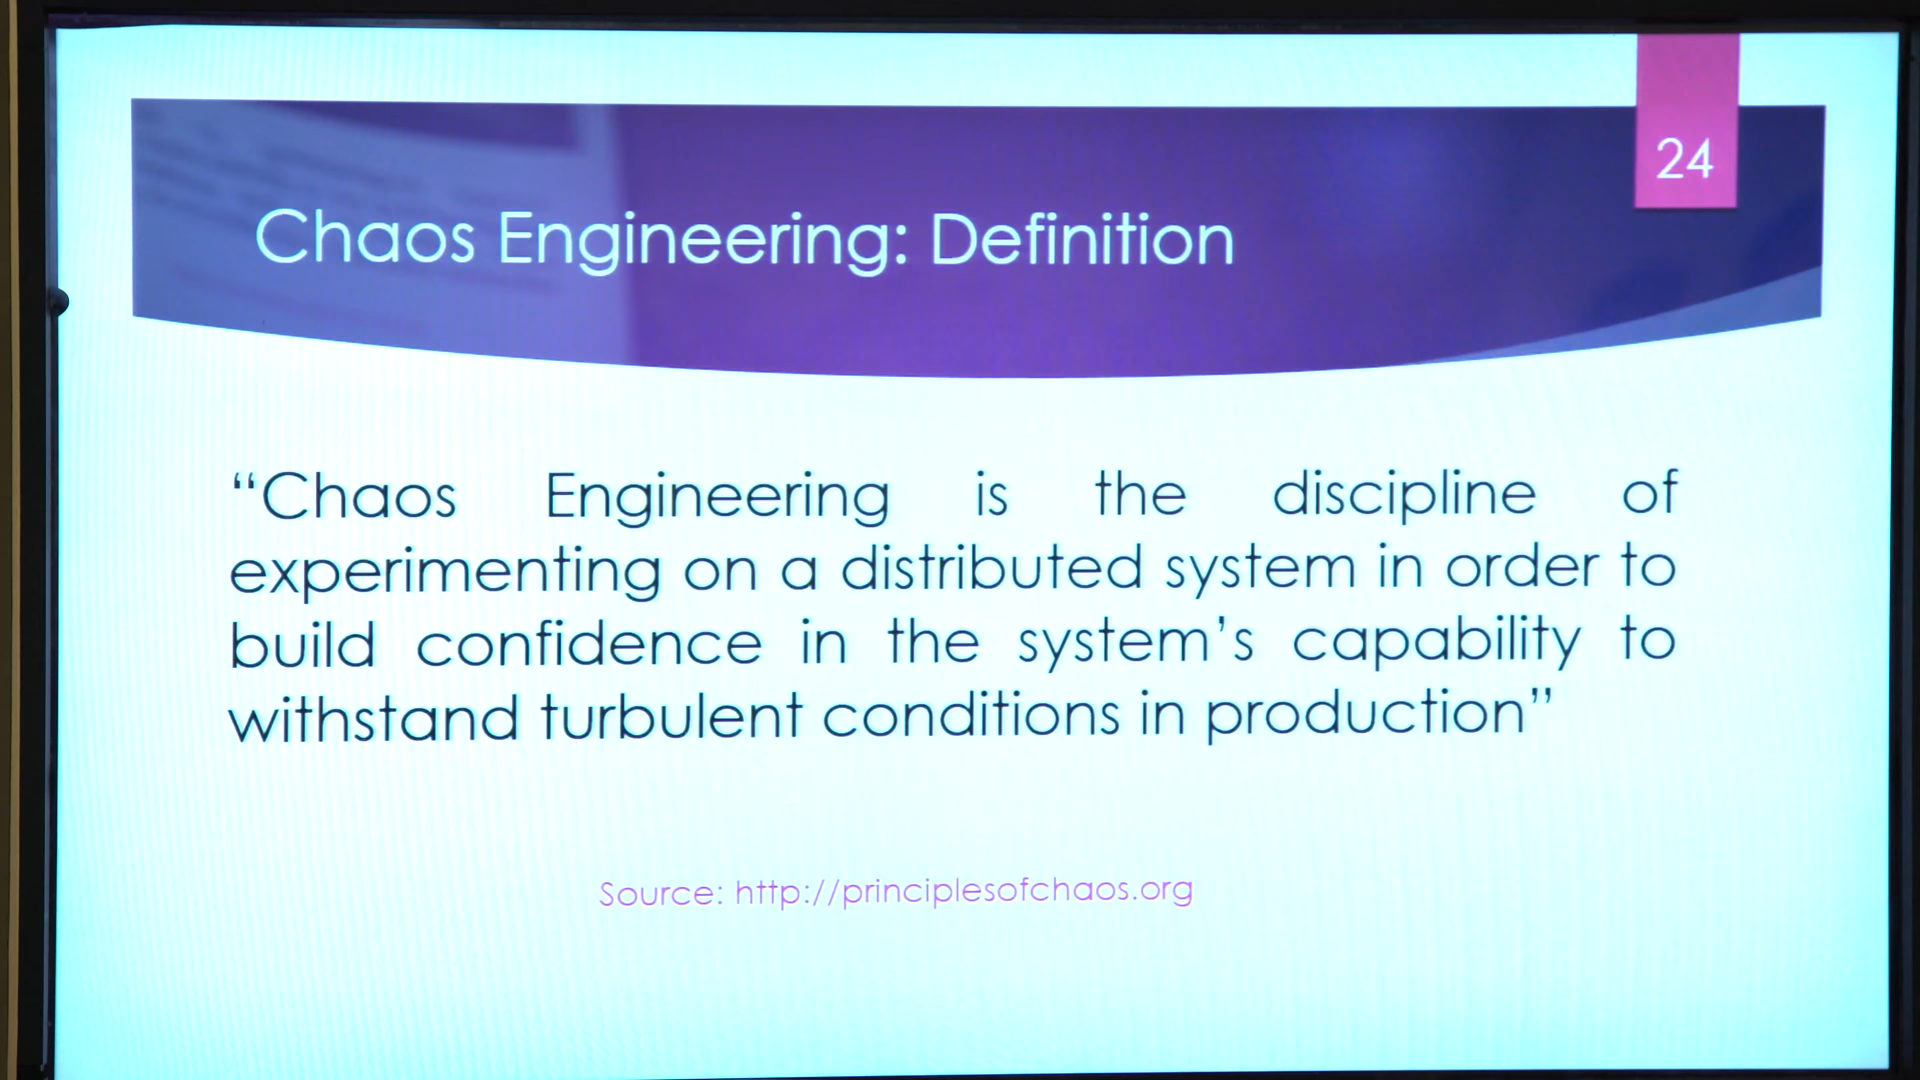 24
Chaos Engineering: Definition
“Chaos Engineering is the discipline of
experimenting on a distributed system in order to
build confidence in the system’s capability to
withstand turbulent conditions in production”
Source: http://principlesofchaos.org